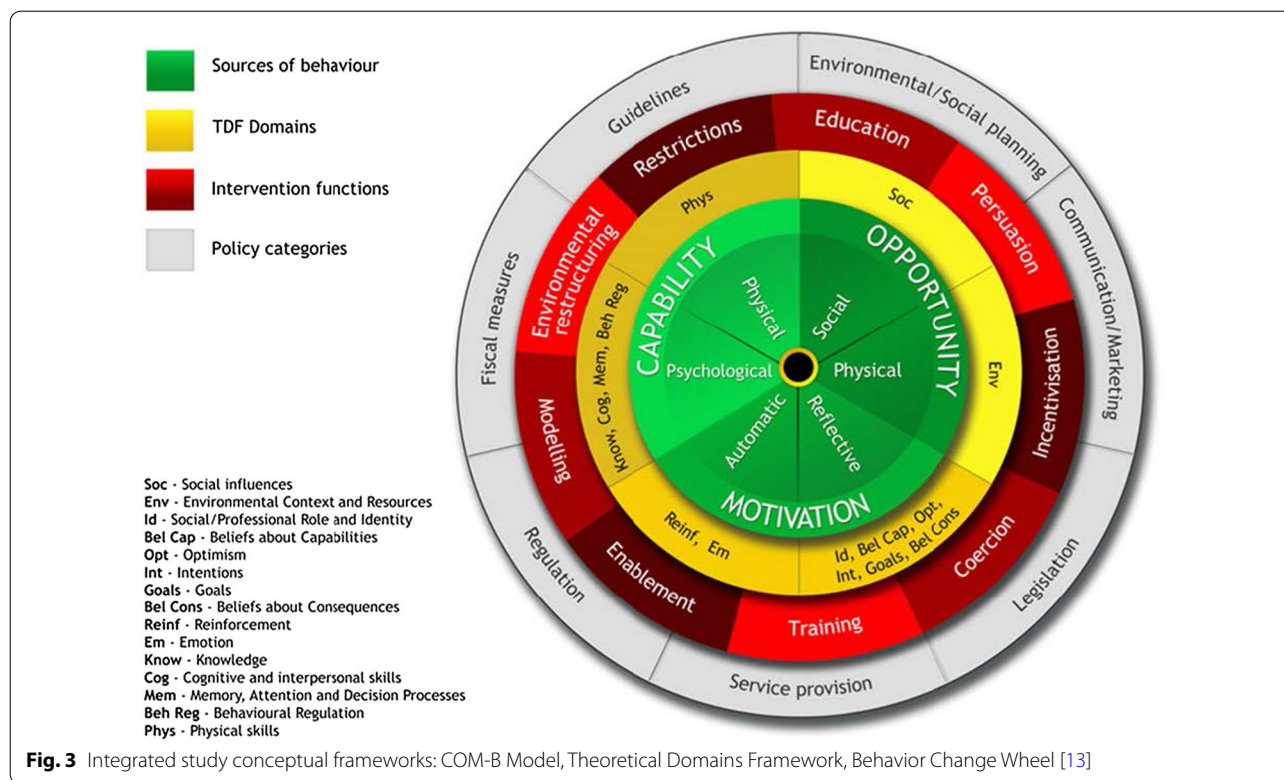 Sources of behaviour
TDF Domains
Intervention functions
Policy categories
Guidelines
Environmental/Social planning
Communication/Marketing
Legislation
Service provision
Regulation
Fiscal measures
Restrictions
Education
Persuasion
Incentivisation
Coercion
Training
Enablement
Modelling
Environmental
restructuring
Phys
Soc
Env
Id, Bel Cap, Opt,
Int, Goals, Bel Cons
Reinf, Em
Know, Cog, Mem, Beh Reg
CAPABILITY
OPPORTUNITY
MOTIVATION
Physical
Social
Physical
Reflective
Automatic
Psychological
Soc - Social influences
Env - Environmental Context and Resources
Id - Social/Professional Role and Identity
Bel Cap - Beliefs about Capabilities
Opt - Optimism
Int - Intentions
Goals - Goals
Bel Cons - Beliefs about Consequences
Reinf - Reinforcement
Em - Emotion
Know - Knowledge
Cog - Cognitive and interpersonal skills
Mem - Memory, Attention and Decision Processes
Beh Reg - Behavioural Regulation
Phys - Physical skills
Fig. 3 Integrated study conceptual frameworks: COM-B Model, Theoretical Domains Framework, Behavior Change Wheel [13]